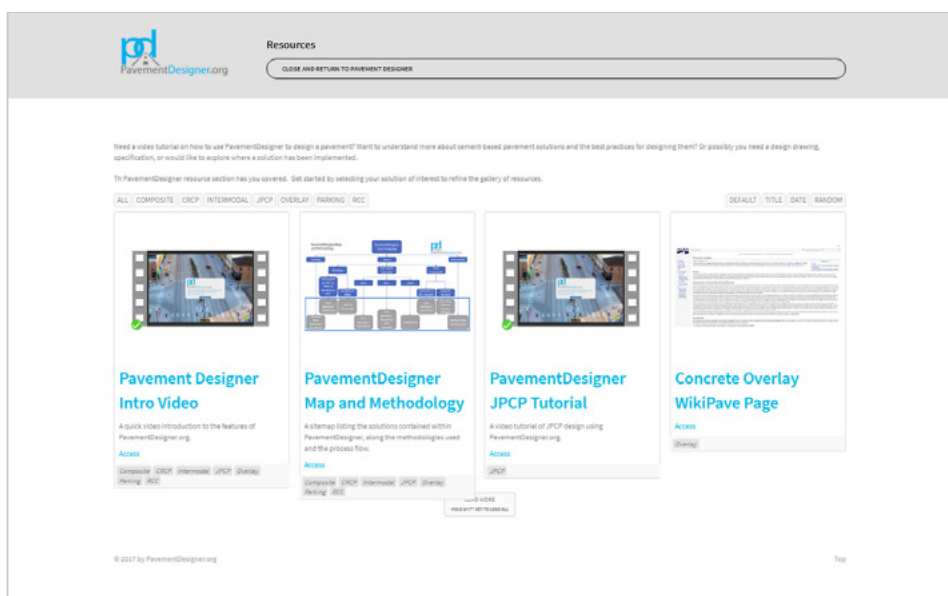 pd
PavementDesigner.org
Resources
CLOSE AND RETURN TO PAVEMENT DESIGNER
Need a video tutorial on how to use PavementDesigner to design a pavement? Want to understand more about cement-based pavement solutions and the best practices for designing them? Or possibly you need a design drawing,
specification, or would like to explore where a solution has been implemented.
Th PavementDesigner resource section has you covered. Get started by selecting your solution of interest to refine the gallery of resources.
ALL COMPOSITE CRCP INTERMODAL JPCP OVERLAY PARKING RCC
DEFAULT TITLE DATE RANDOM
Pavement Designer
Intro Video
A quick video introduction to the features of
PavementDesigner.org.
Access
Composite CRCP Intermodal JPCP Overlay
Parking RCC
PavementDesigner
Map and Methodology
A sitemap listing the solutions contained within
PavementDesigner, along the methodologies used
and the process flow.
Access
Composite CRCP Intermodal JPCP Overlay
Parking RCC
PavementDesigner
JPCP Tutorial
A video tutorial of JPCP design using
PavementDesigner.org.
Access
JPCP
Concrete Overlay
WikiPave Page
Access
Overlay
MORE
© 2017 by PavementDesigner.org
Top